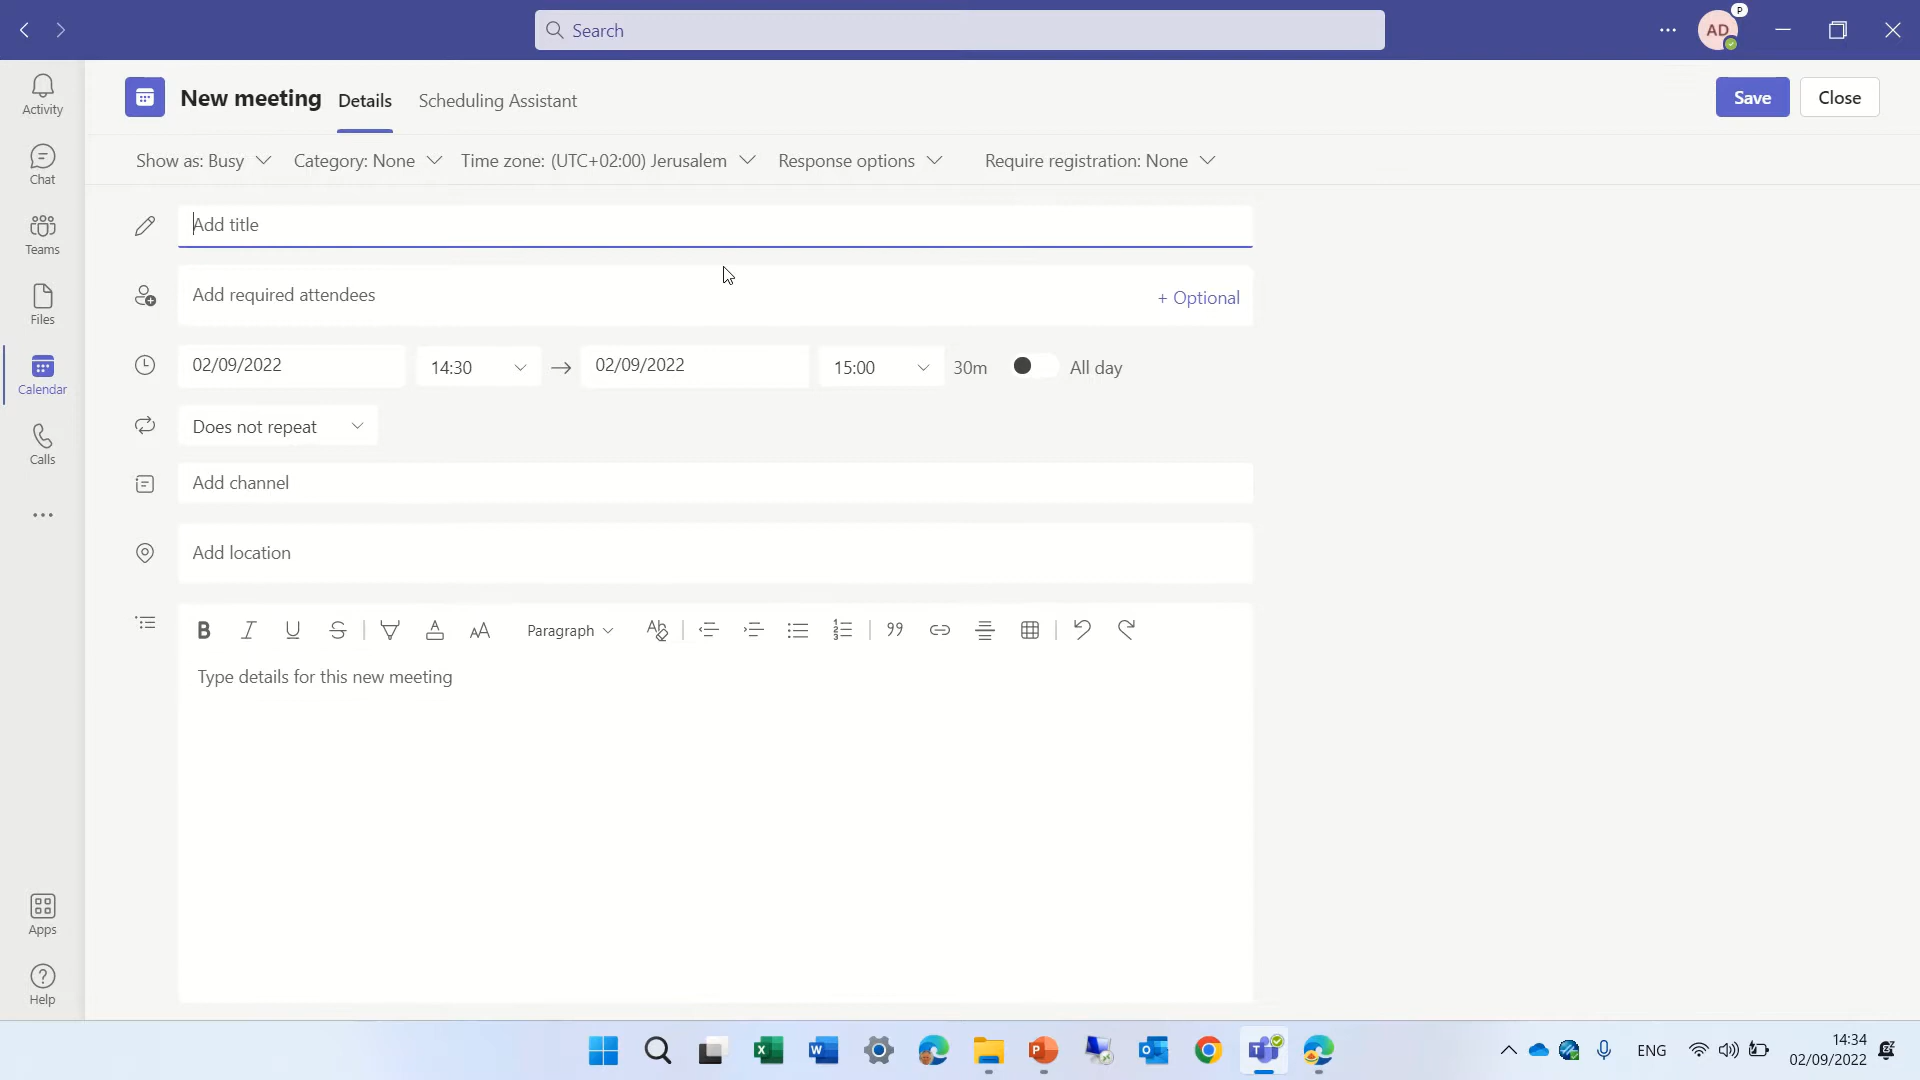 Search
AD
P
Activity
Chat
Teams
Files
Calendar
Calls
Apps
Help
New meeting Details Scheduling Assistant
Save Close
Show as: Busy Category: None Time zone: (UTC+02:00) Jerusalem Response options Require registration: None
Add title
Add required attendees + Optional
02/09/2022 14:30 02/09/2022 15:00 30m All day
Does not repeat
Add channel
Add location
Paragraph
Type details for this new meeting
ENG
14:34
02/09/2022